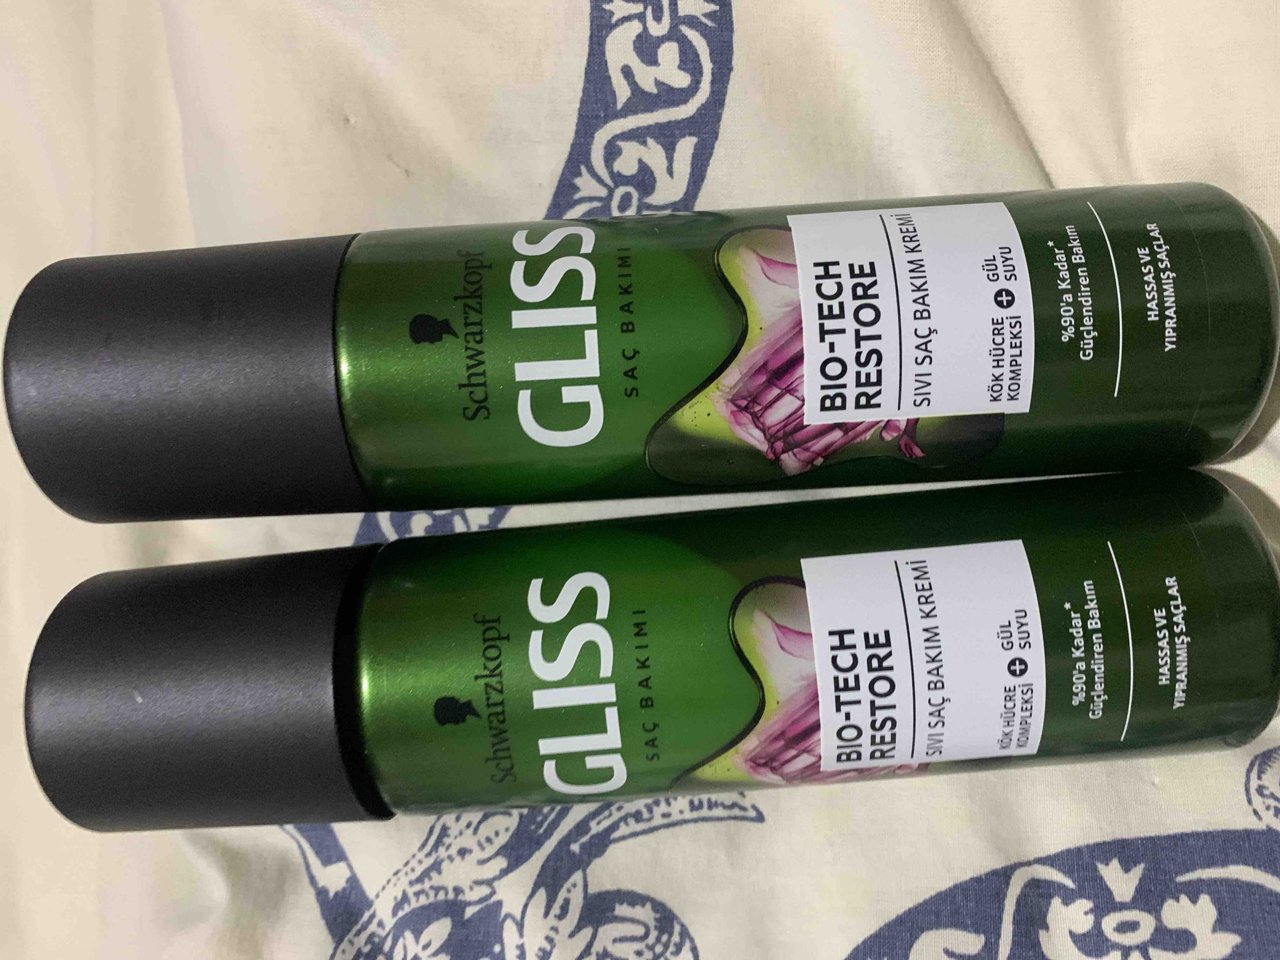 Schwarzkopf
GLISS
SAÇ BAKIMI
BIO-TECH
RESTORE
SIVI SAÇ BAKIM KREMİ
KÖK HÜCRE
KOMPLEKSİ + GÜL
SUYU
%90'a Kadar*
Güçlendiren Bakım
HASSAS VE
YIPRANMIŞ SAÇLAR
Schwarzkopf
GLISS
SAÇ BAKIMI
BIO-TECH
RESTORE
SIVI SAÇ BAKIM KREMİ
KÖK HÜCRE
KOMPLEKSİ + GÜL
SUYU
%90'a Kadar*
Güçlendiren Bakım
HASSAS VE
YIPRANMIŞ SAÇLAR